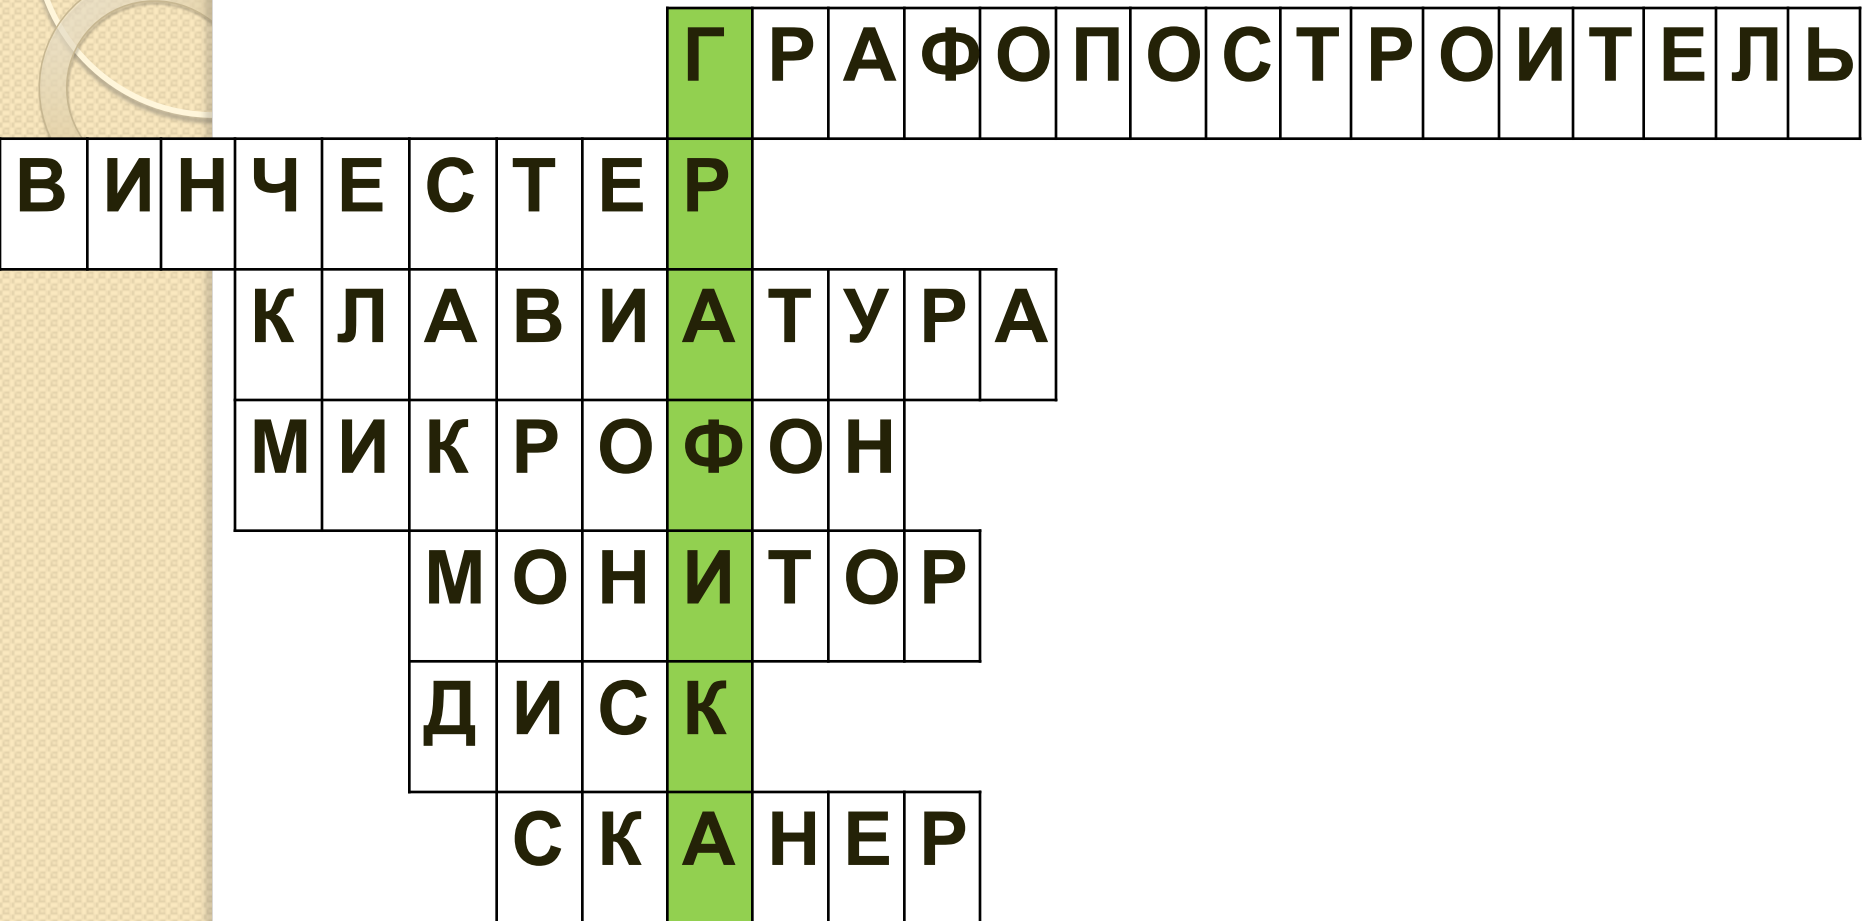 ГРАФОПОСТРОИТЕЛЬ
ВИНЧЕСТЕР
КЛАВИАТУРА
МИКРОФОН
МОНИТОР
ДИСК
СКАНЕР